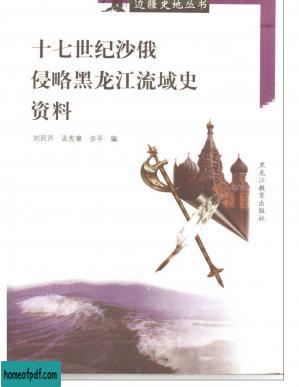 边疆史地丛书
十七世纪沙俄
侵略黑龙江流域史
资料
刘民声 孟宪章 步平 编
黑龙江教育出版社
homeofpdf.com
homeofpdf.com